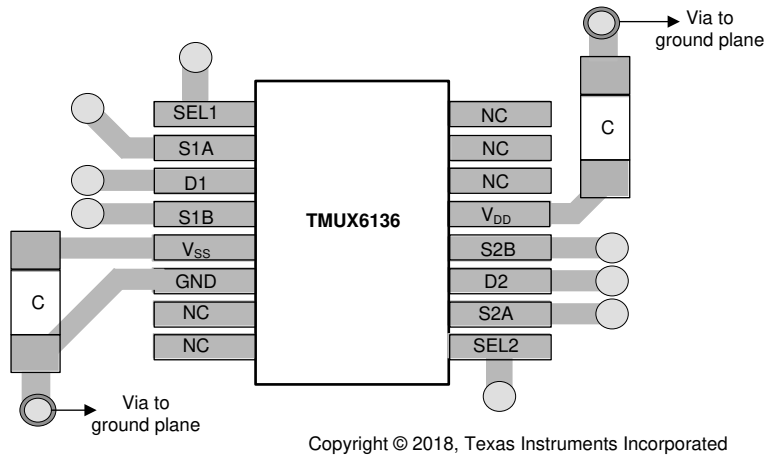 Via to
ground plane
SEL1
S1A
D1
S1B
VSS
GND
NC
NC
C
Via to
ground plane
TMUX6136
NC
NC
NC
VDD
S2B
D2
S2A
SEL2
C
Copyright © 2018, Texas Instruments Incorporated